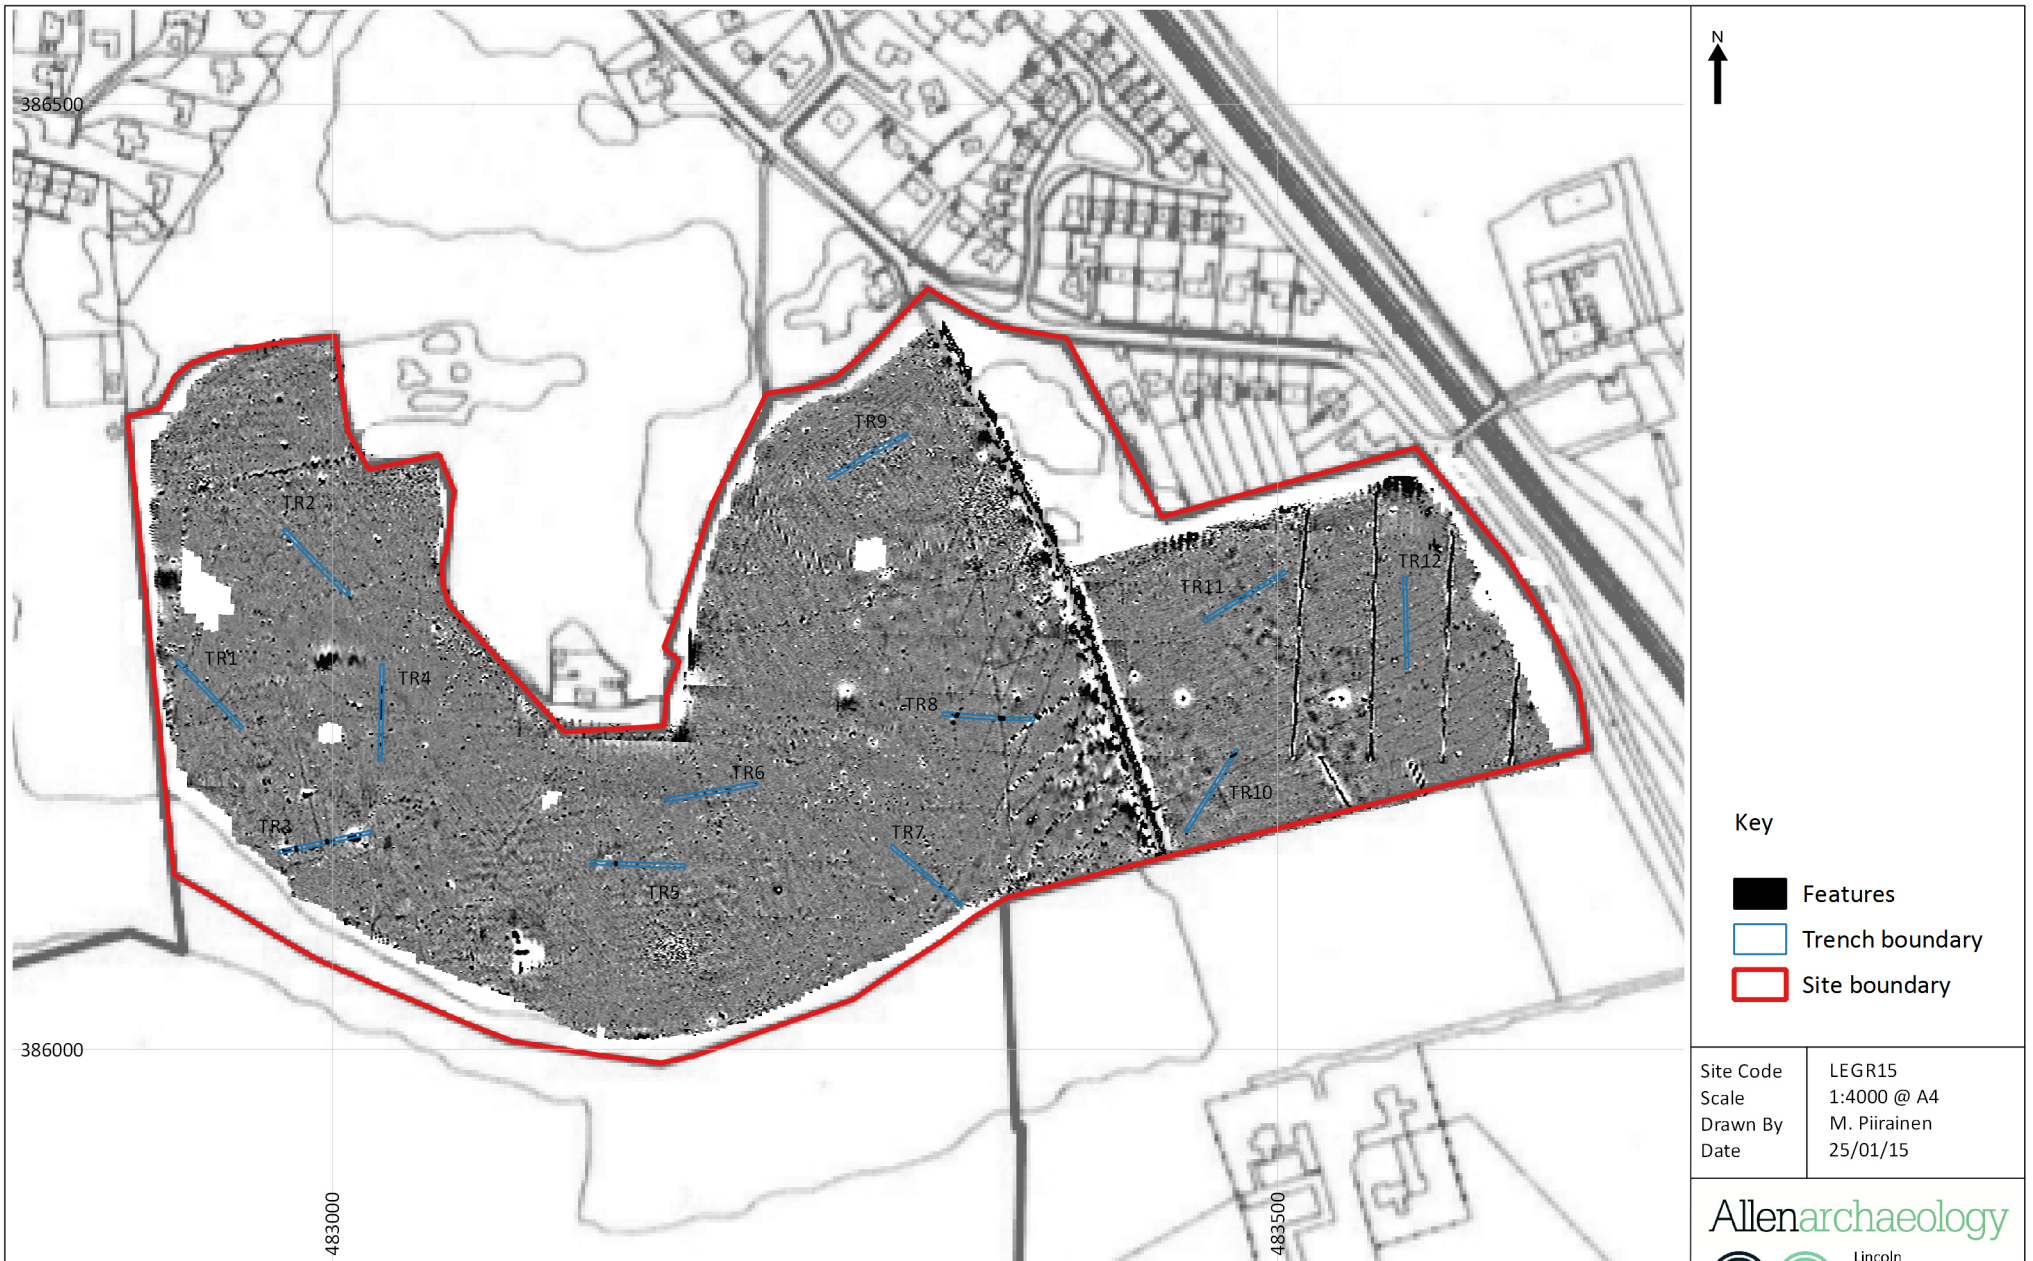 N
386500
TR9
TR2
TR12
TR11
TR1
TR4
TR8
TR6
TR10
TR3
TR7
TR5
386000
483000
483500
Key
Features
Trench boundary
Site boundary
Site Code LEGR15
Scale 1:4000 @ A4
Drawn By M. Piirainen
Date 25/01/15
Allenarchaeology
Lincoln